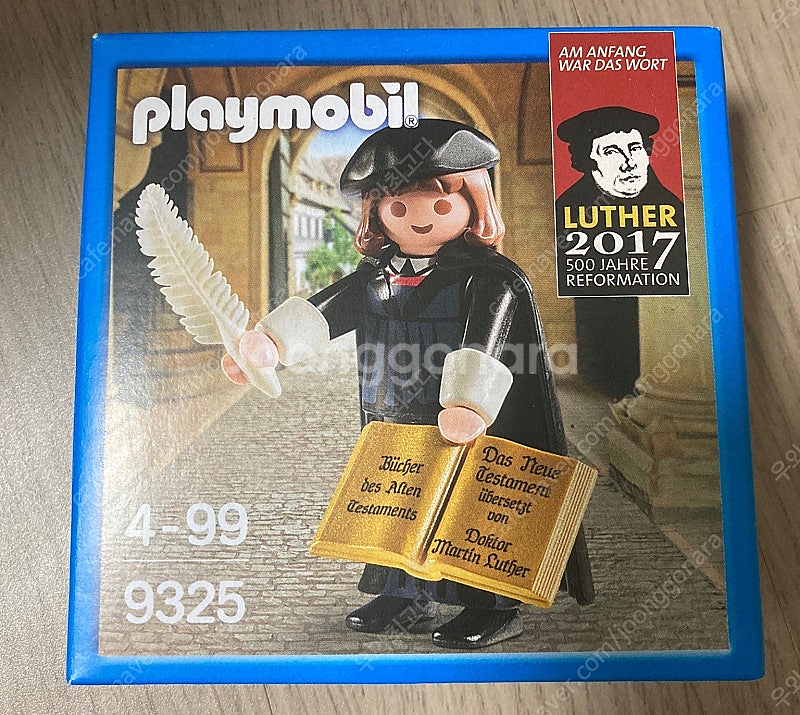 playmobil®
AM ANFANG
WAR DAS WORT
LUTHER
2017
500 JAHRE
REFORMATION
joonggonara
Bücher
des Alten
Testaments
Das Neue
Testament
übersetzt
von
Doktor
Martin Luther
4-99
9325